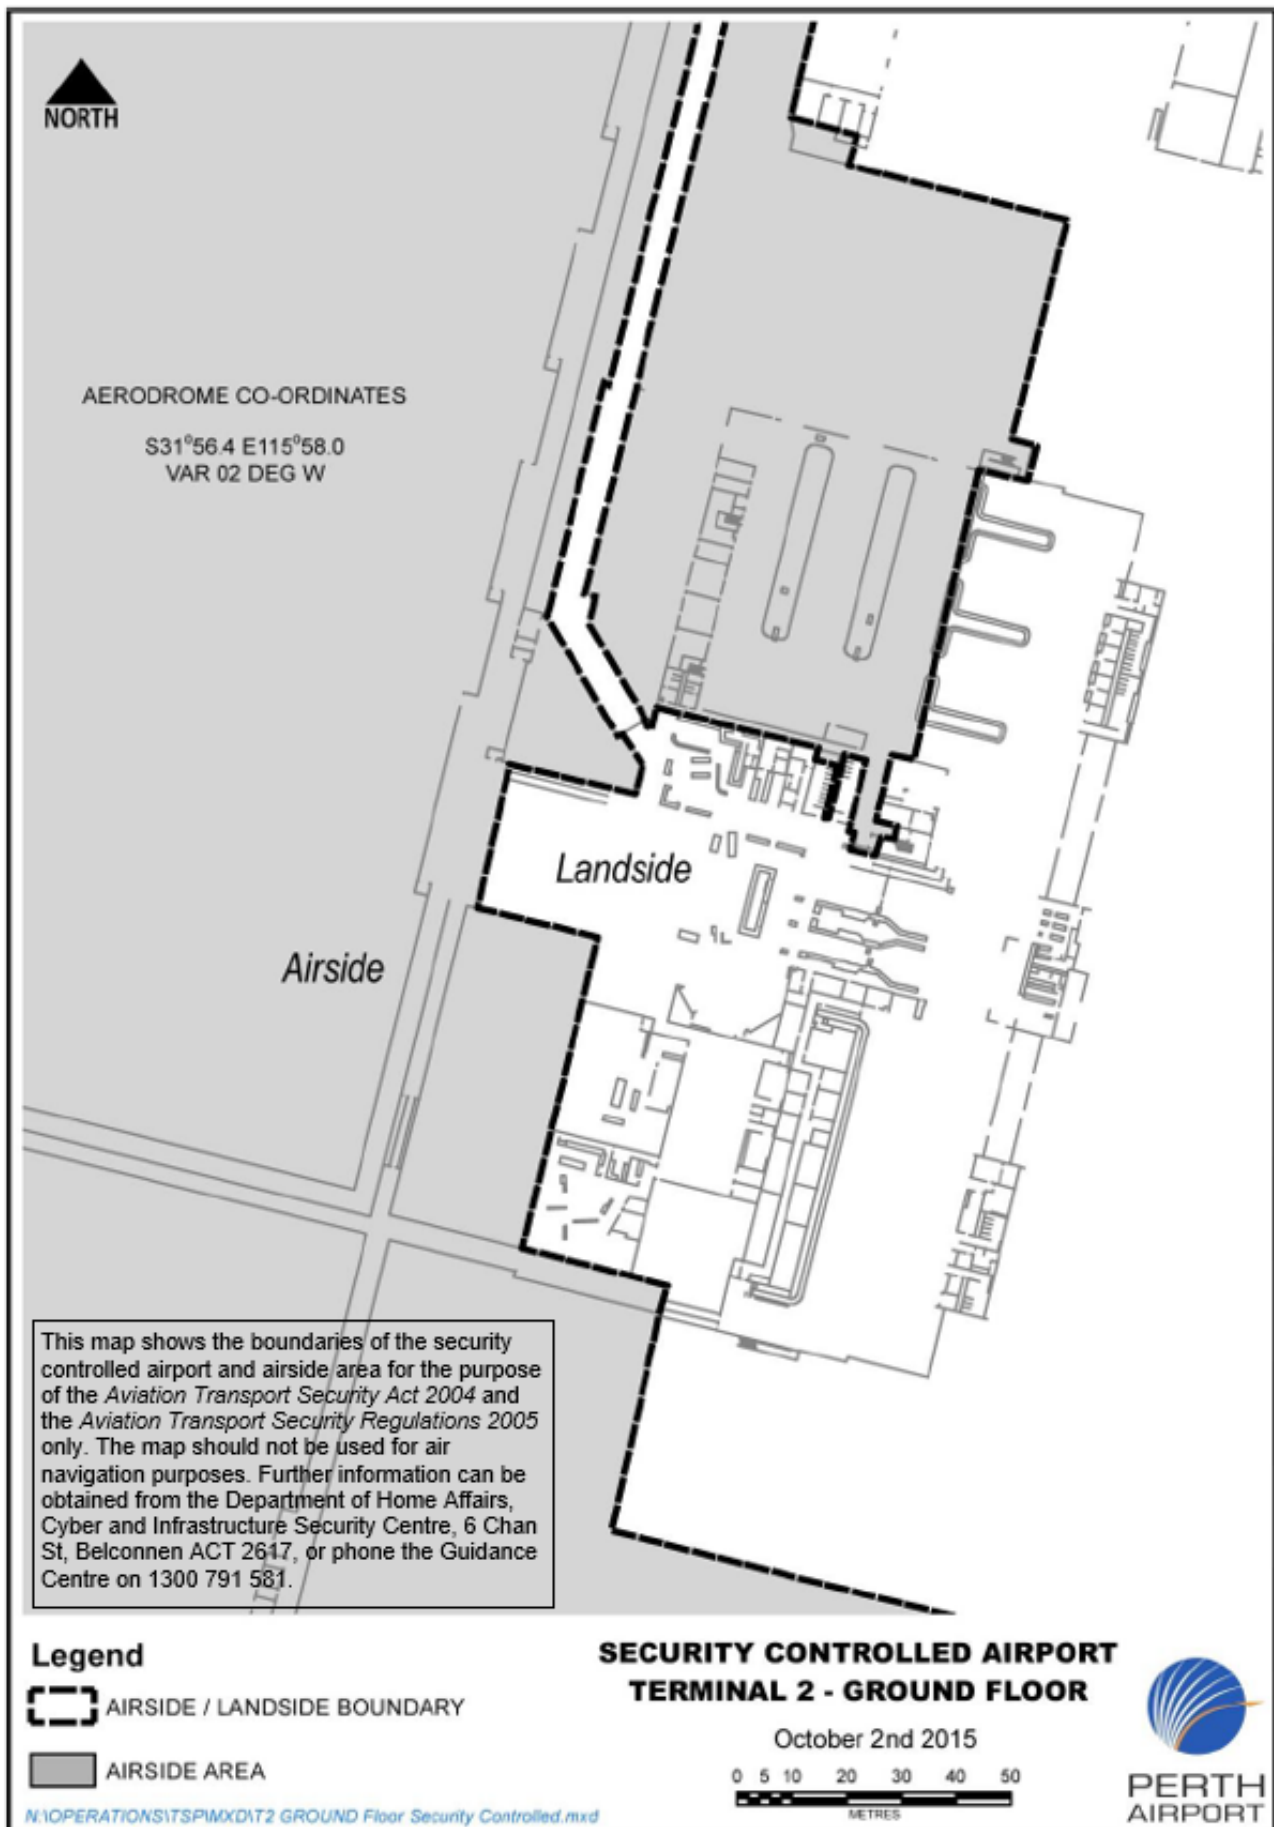 NORTH
AERODROME CO-ORDINATES
S31⁰56.4 E115⁰58.0
VAR 02 DEG W
Landside
Airside
This map shows the boundaries of the security
controlled airport and airside area for the purpose
of the Aviation Transport Security Act 2004 and
the Aviation Transport Security Regulations 2005
only. The map should not be used for air
navigation purposes. Further information can be
obtained from the Department of Home Affairs,
Cyber and Infrastructure Security Centre, 6 Chan
St, Belconnen ACT 2617, or phone the Guidance
Centre on 1300 791 581.
Legend
AIRSIDE / LANDSIDE BOUNDARY
AIRSIDE AREA
N:\OPERATIONS\TSP\MXD\T2 GROUND Floor Security Controlled.mxd
SECURITY CONTROLLED AIRPORT
TERMINAL 2 - GROUND FLOOR
October 2nd 2015
0 5 10 20 30 40 50
METRES
PERTH
AIRPORT